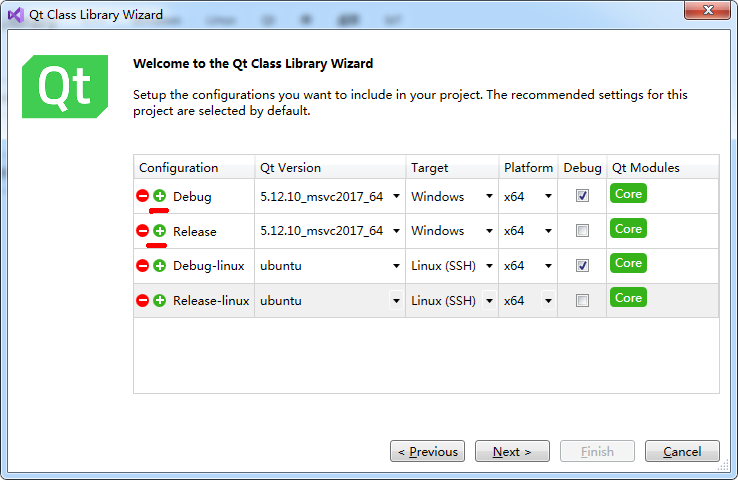 Qt Class Library Wizard
Qt
Welcome to the Qt Class Library Wizard
Setup the configurations you want to include in your project. The recommended settings for this
project are selected by default.
Configuration Qt Version Target Platform Debug Qt Modules
Debug 5.12.10_msvc2017_64 Windows x64 Core
Release 5.12.10_msvc2017_64 Windows x64 Core
Debug-linux ubuntu Linux (SSH) x64 Core
Release-linux ubuntu Linux (SSH) x64 Core
< Previous Next > Finish Cancel